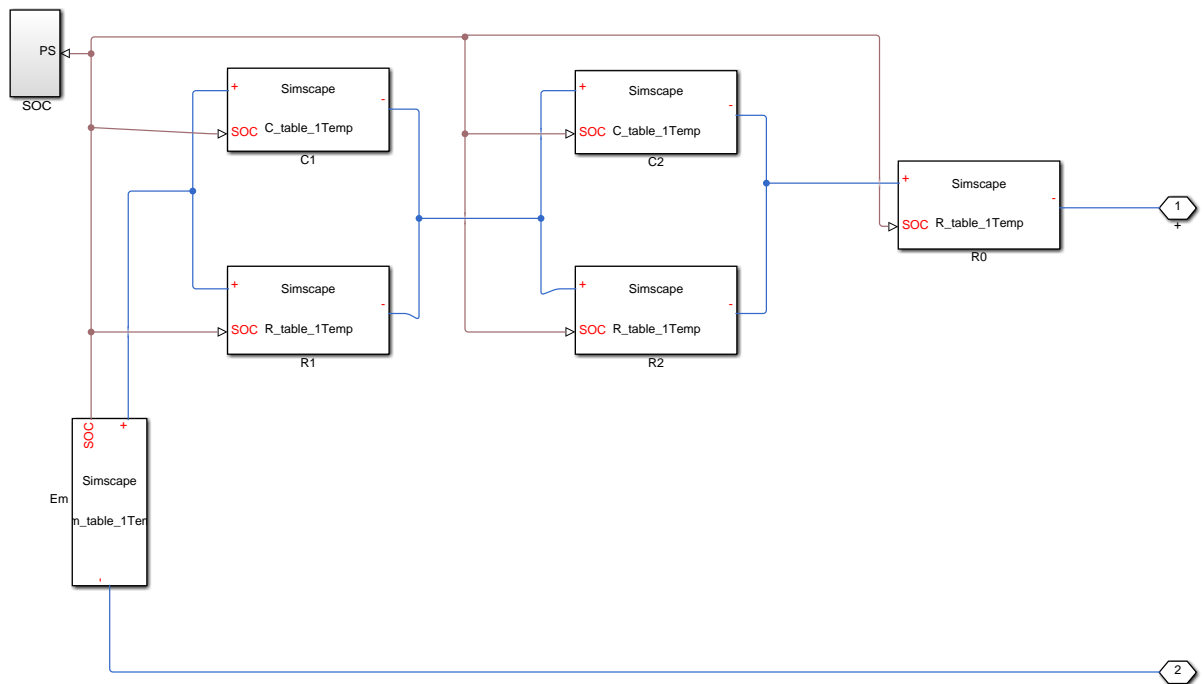 PS
SOC
+
Simscape
-
SOC
C_table_1Temp
C1
+
Simscape
-
SOC
C_table_1Temp
C2
+
Simscape
-
SOC
R_table_1Temp
R0
1
+
+
Simscape
-
SOC
R_table_1Temp
R1
+
Simscape
-
SOC
R_table_1Temp
R2
SOC
+
Simscape
Em
m_table_1Ter
-
2